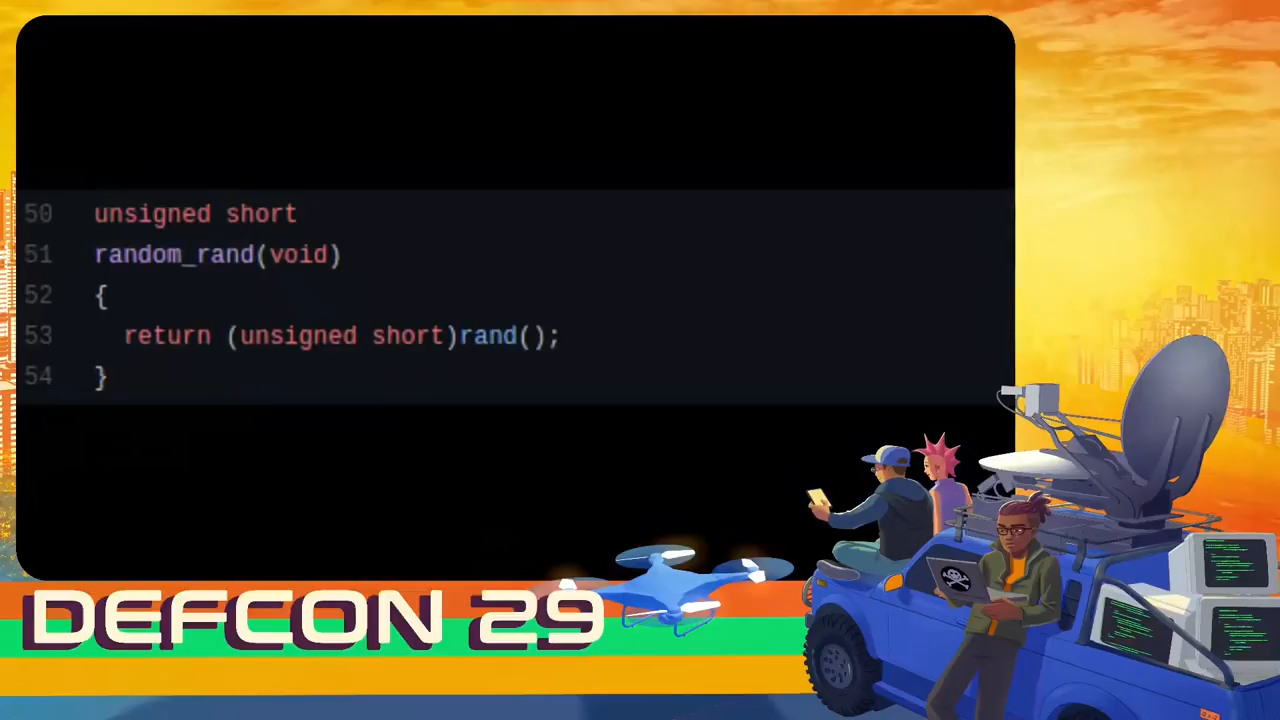 50 unsigned short
51 random_rand(void)
52 {
53 return (unsigned short)rand();
54 }
DEFCON 29